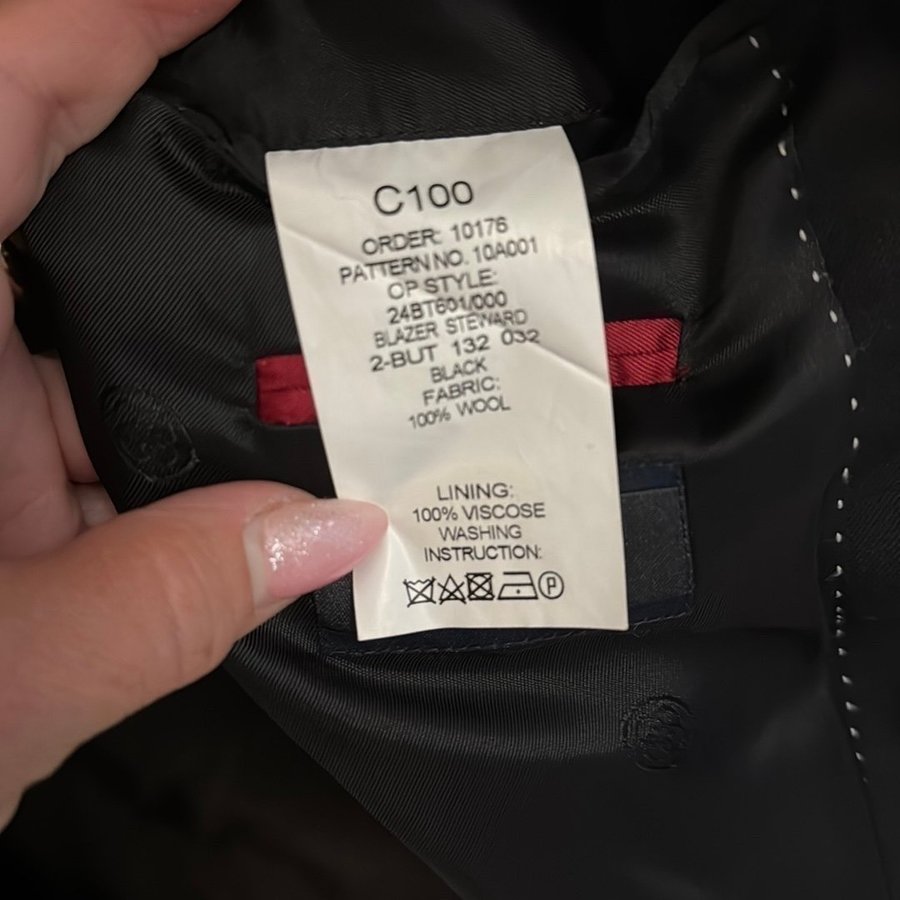 C100
ORDER: 10176
PATTERN NO. 10A001
OP STYLE:
24BT601/000
BLAZER STEWARD
2-BUT 132 032
BLACK
FABRIC:
100% WOOL
LINING:
100% VISCOSE
WASHING
INSTRUCTION:
P